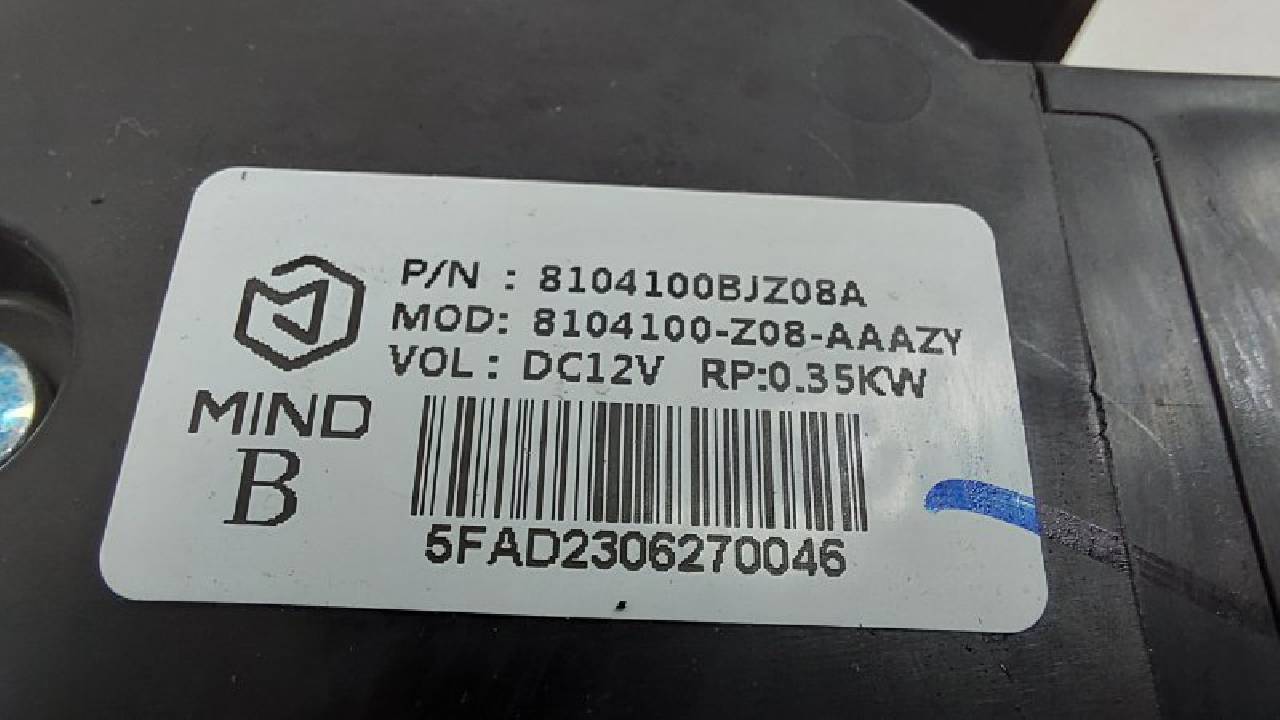 P/N : 8104100BJZ08A
MOD: 8104100-Z08-AAAZY
VOL : DC12V RP:0.35KW
MIND
B
5FAD2306270046